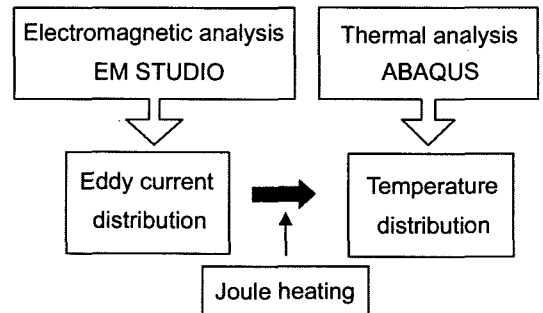 Electromagnetic analysis
EM STUDIO
Thermal analysis
ABAQUS
Eddy current
distribution
Temperature
distribution
Joule heating